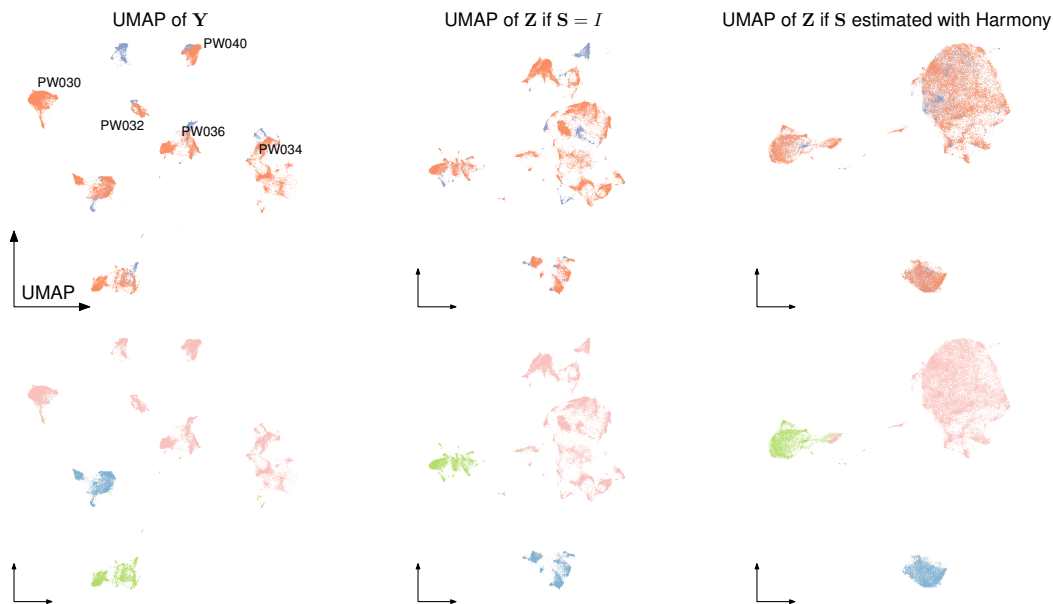 UMAP of Y
UMAP of Z if S = I
UMAP of Z if S estimated with Harmony
PW040
PW030
PW032
PW036
PW034
UMAP